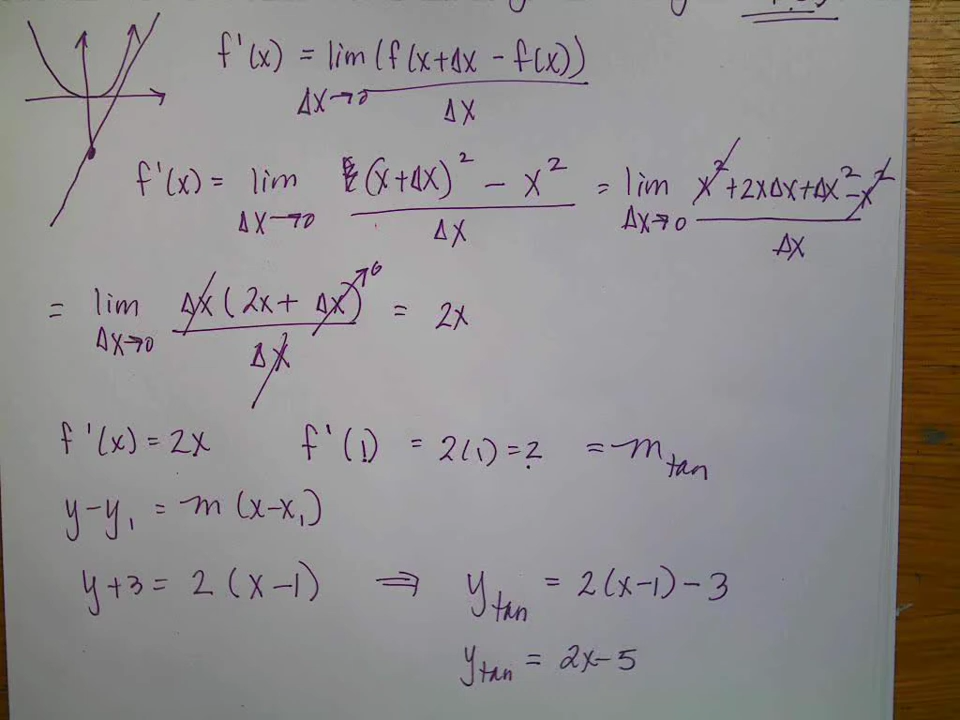 f'(x) = lim Δx→0 (f(x+Δx - f(x)) / Δx
f'(x) = lim Δx→0 (x+Δx)² - x² / Δx = lim Δx→0 x² + 2xΔx + Δx² - x² / Δx
= lim Δx→0 Δx(2x + Δx)→0 / Δx = 2x
f'(x) = 2x f'(1) = 2(1) = 2 = m tan
y-y₁ = m(x-x₁)
y+3 = 2(x-1) ⇒ y tan = 2(x-1) - 3
y tan = 2x-5